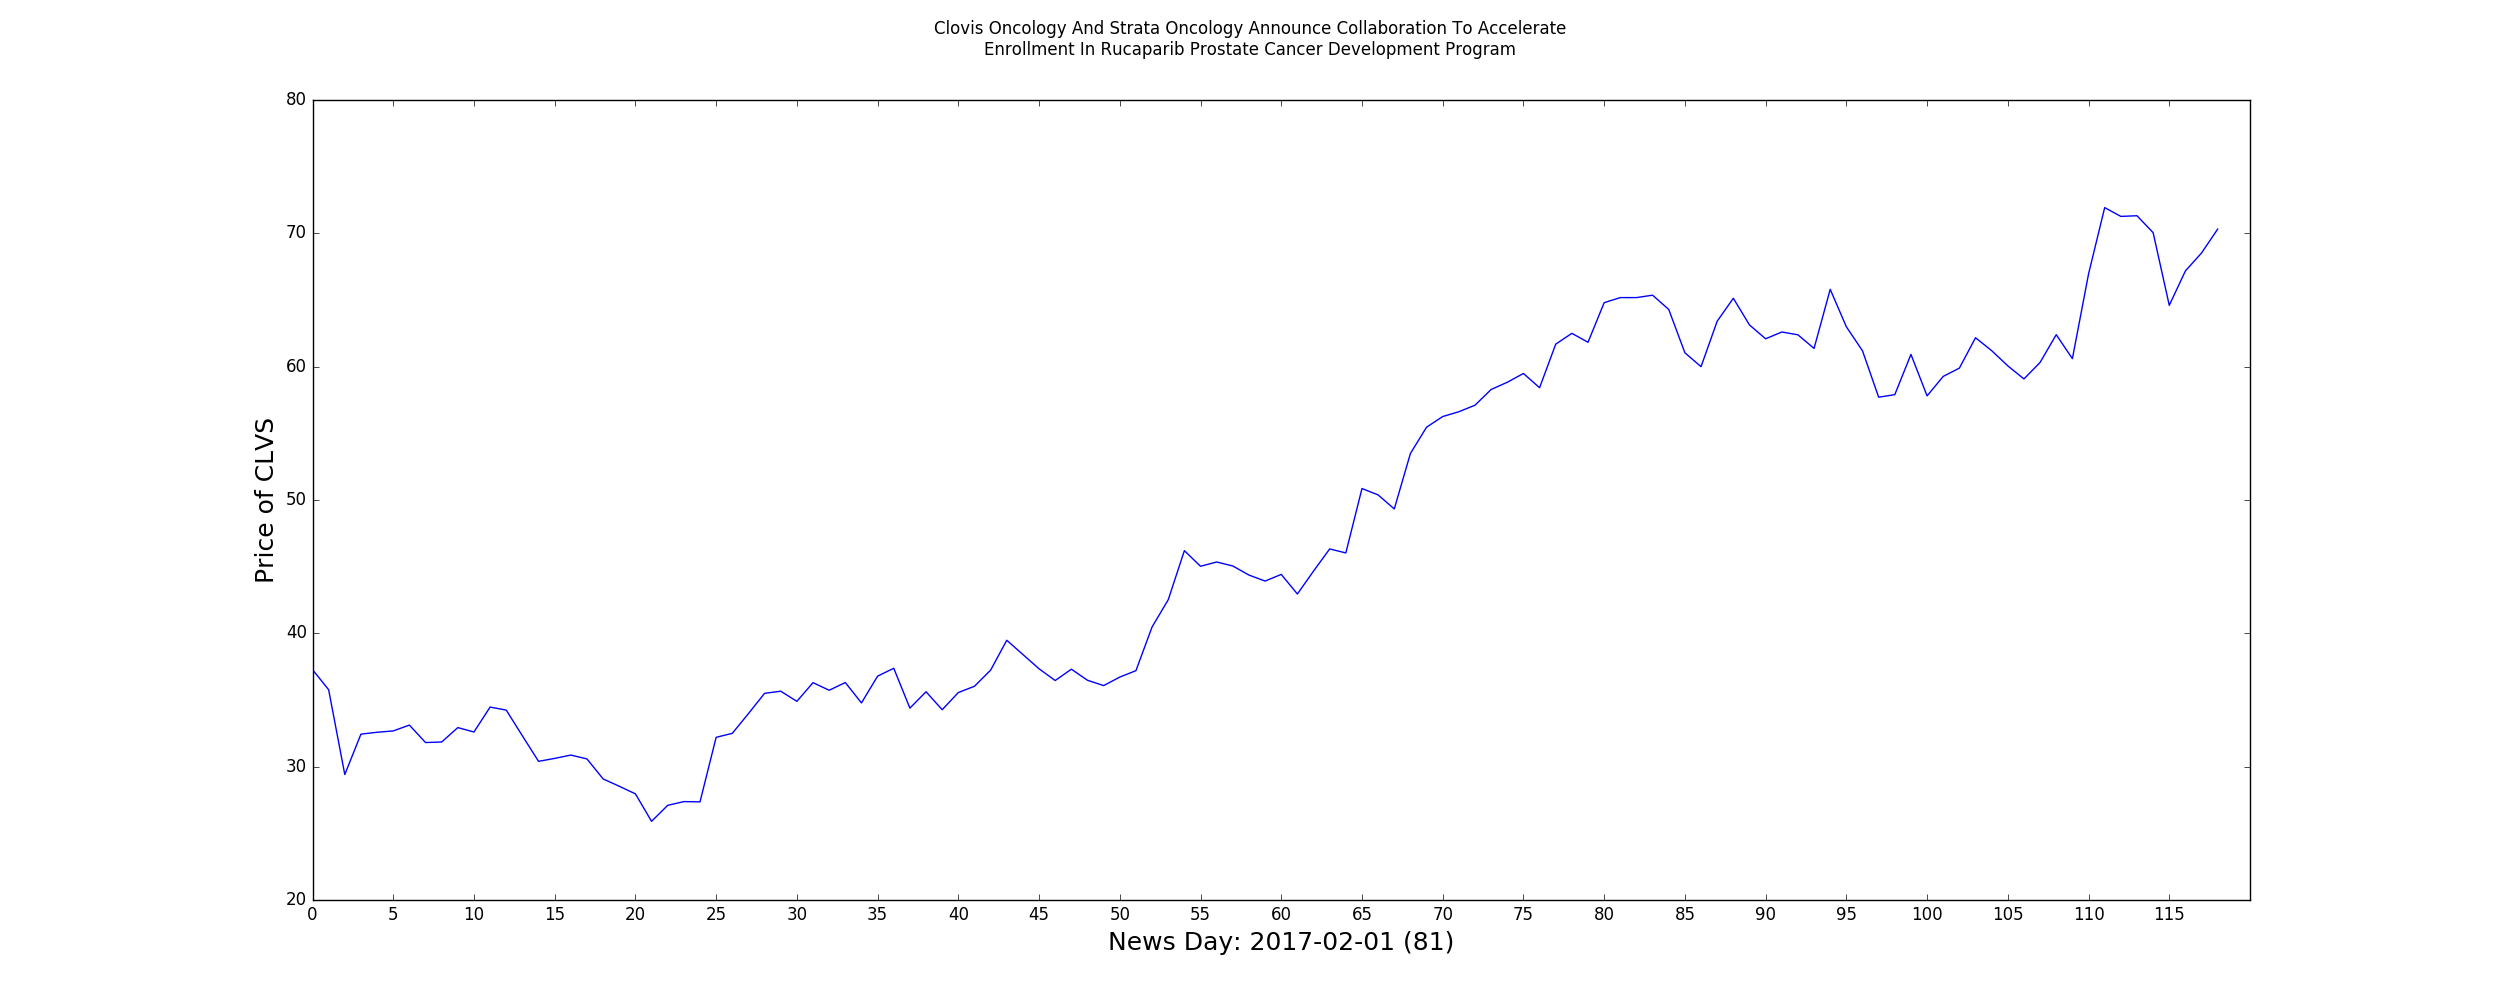 Clovis Oncology And Strata Oncology Announce Collaboration To Accelerate
Enrollment In Rucaparib Prostate Cancer Development Program
80
70
60
50
40
30
20
Price of CLVS
0 5 10 15 20 25 30 35 40 45 50 55 60 65 70 75 80 85 90 95 100 105 110 115
News Day: 2017-02-01 (81)